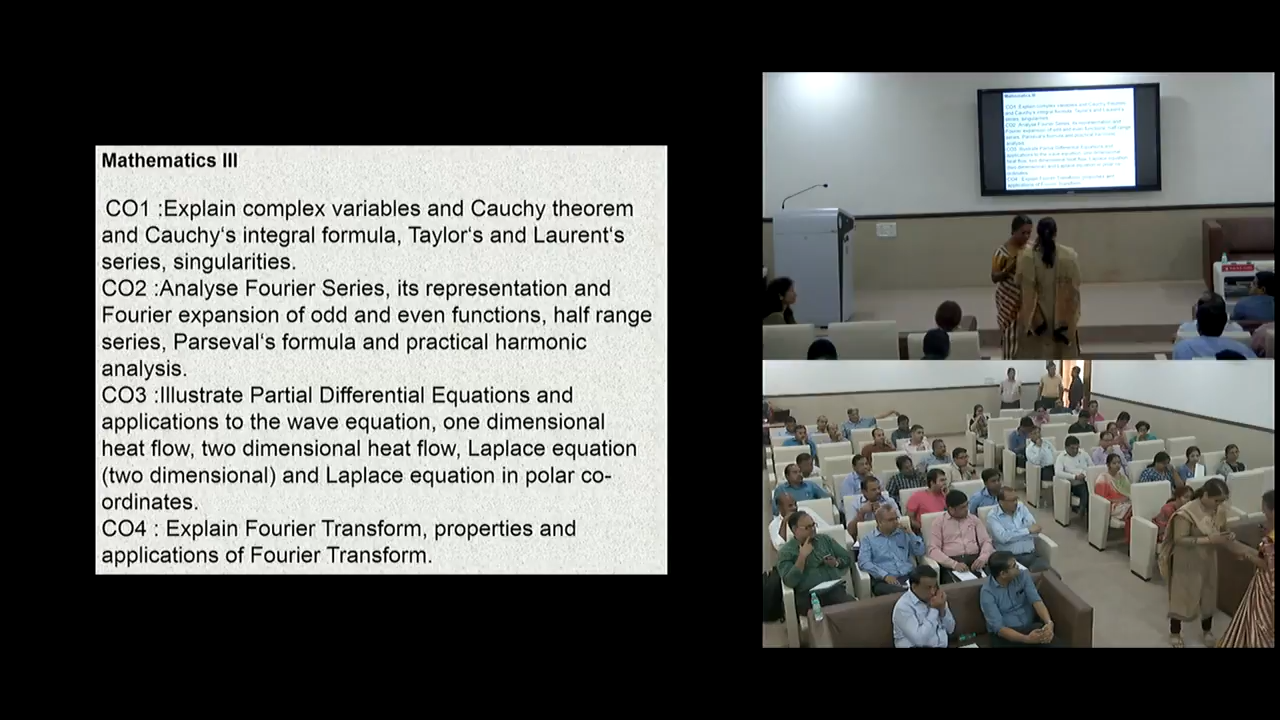 Mathematics III
CO1 :Explain complex variables and Cauchy theorem
and Cauchy‘s integral formula, Taylor‘s and Laurent‘s
series, singularities.
CO2 :Analyse Fourier Series, its representation and
Fourier expansion of odd and even functions, half range
series, Parseval‘s formula and practical harmonic
analysis.
CO3 :Illustrate Partial Differential Equations and
applications to the wave equation, one dimensional
heat flow, two dimensional heat flow, Laplace equation
(two dimensional) and Laplace equation in polar co-
ordinates.
CO4 : Explain Fourier Transform, properties and
applications of Fourier Transform.